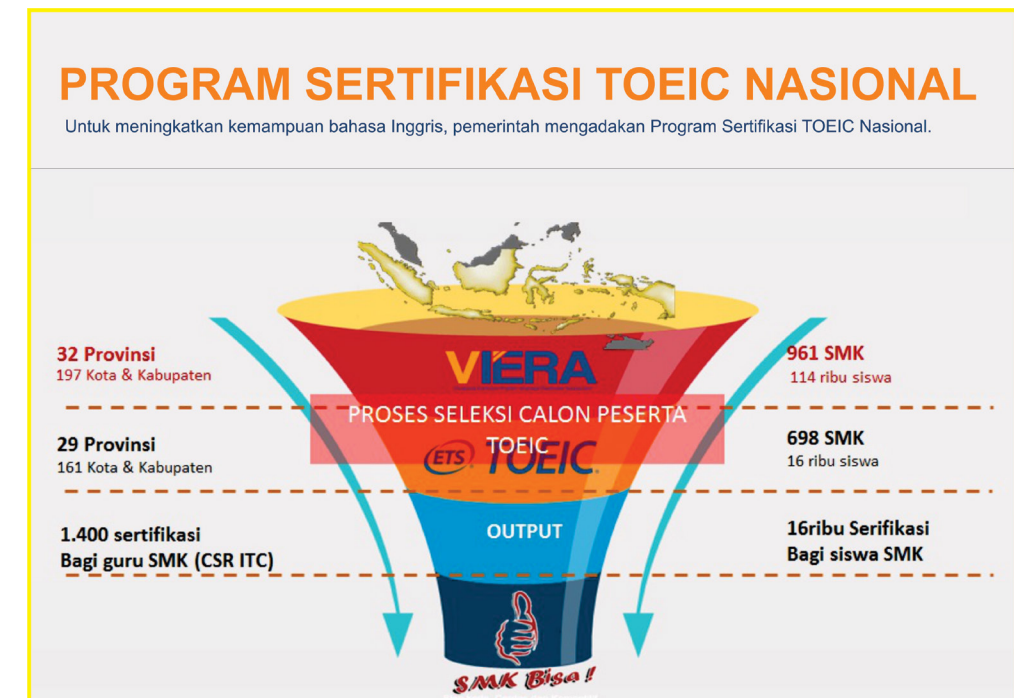 PROGRAM SERTIFIKASI TOEIC NASIONAL
Untuk meningkatkan kemampuan bahasa Inggris, pemerintah mengadakan Program Sertifikasi TOEIC Nasional.
32 Provinsi
197 Kota & Kabupaten
VIERA
961 SMK
114 ribu siswa
PROSES SELEKSI CALON PESERTA
TOEIC
29 Provinsi
161 Kota & Kabupaten
ETS TOEIC
698 SMK
16 ribu siswa
1.400 sertifikasi
Bagi guru SMK (CSR ITC)
OUTPUT
16ribu Serifikasi
Bagi siswa SMK
SMK Bisa !